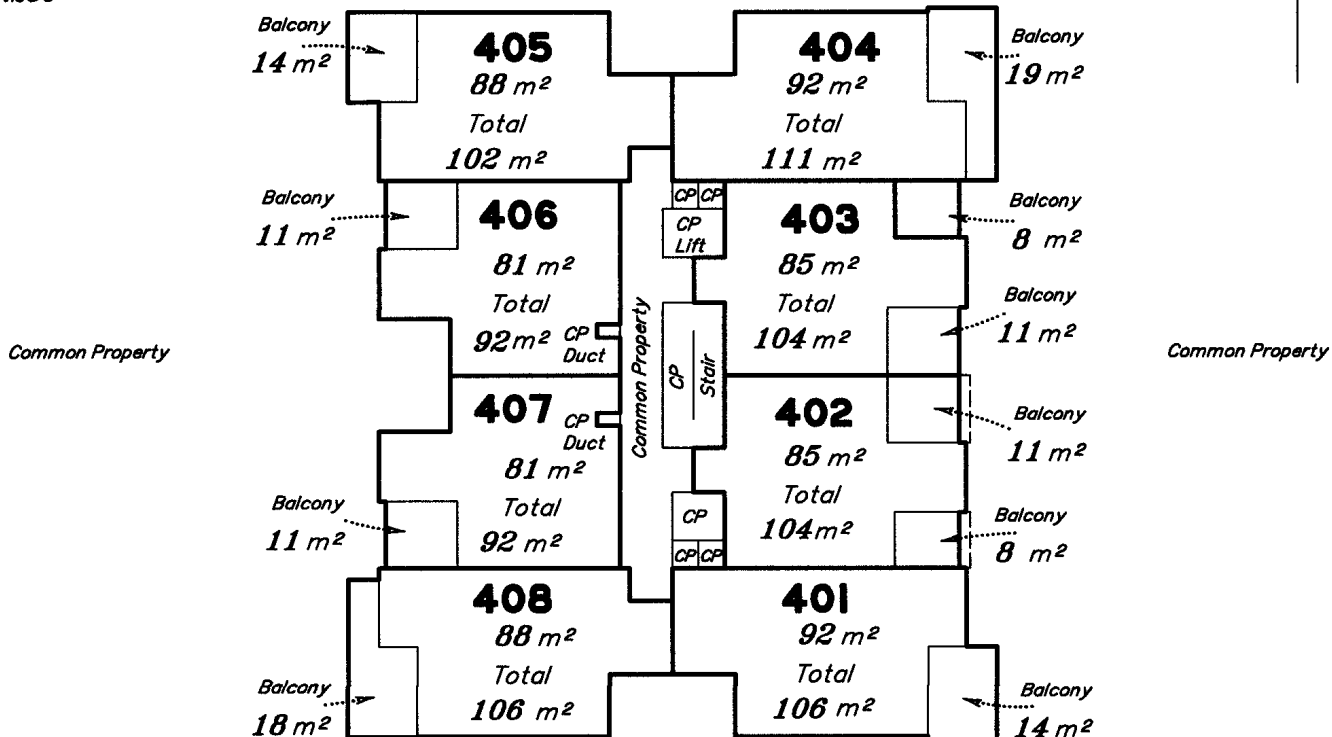 Balcony
14 m²
405
88 m²
Total
102 m²
404
92 m²
Total
111 m²
Balcony
19 m²
Balcony
11 m²
406
81 m²
Total
92 m²
CP
Duct
CP
CP
CP
Lift
403
85 m²
Total
104 m²
Balcony
8 m²
Balcony
11 m²
Common Property
Common Property
CP
Stair
Common Property
407
81 m²
Total
92 m²
CP
Duct
Balcony
11 m²
402
85 m²
Total
104 m²
Balcony
11 m²
Balcony
8 m²
CP
CP
CP
408
88 m²
Total
106 m²
Balcony
18 m²
401
92 m²
Total
106 m²
Balcony
14 m²